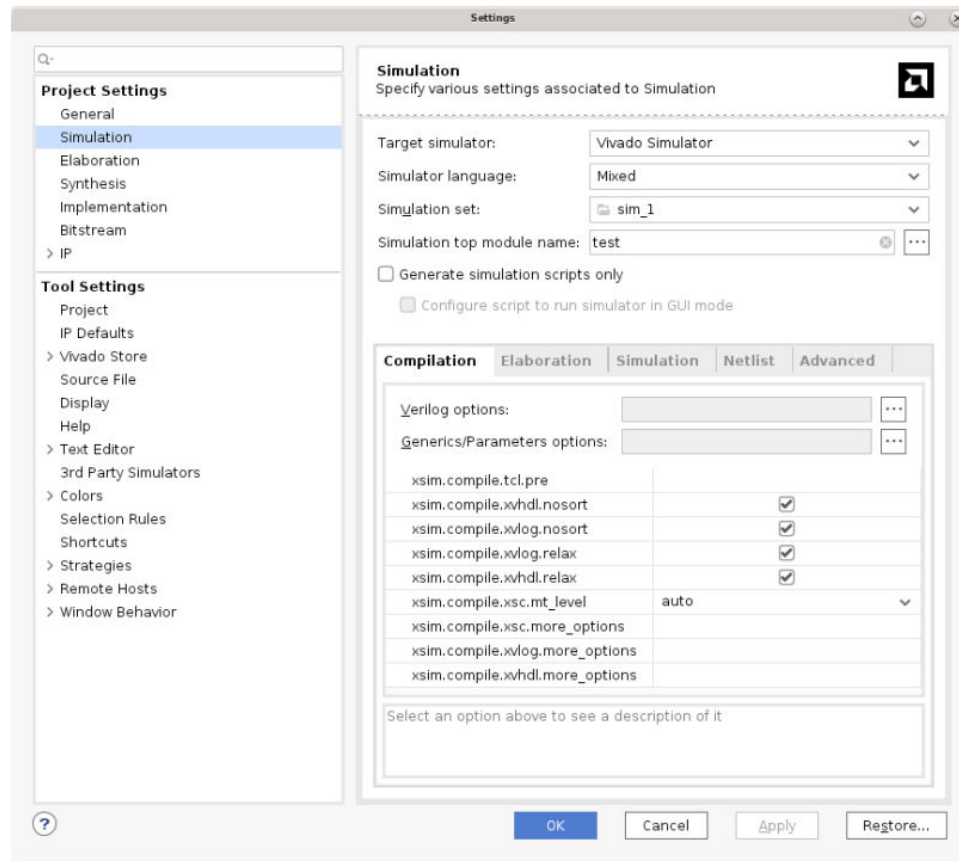 Settings
Project Settings
General
Simulation
Elaboration
Synthesis
Implementation
Bitstream
> IP
Tool Settings
Project
IP Defaults
> Vivado Store
Source File
Display
Help
> Text Editor
3rd Party Simulators
> Colors
Selection Rules
Shortcuts
> Strategies
> Remote Hosts
> Window Behavior
Simulation
Specify various settings associated to Simulation
Target simulator: Vivado Simulator
Simulator language: Mixed
Simulation set: sim_1
Simulation top module name: test ...
Generate simulation scripts only
Configure script to run simulator in GUI mode
Compilation Elaboration Simulation Netlist Advanced
Verilog options: ...
Generics/Parameters options: ...
xsim.compile.tcl.pre
xsim.compile.xvhdl.nosort
xsim.compile.xvlog.nosort
xsim.compile.xvlog.relax
xsim.compile.xvhdl.relax
xsim.compile.xsc.mt_level auto
xsim.compile.xsc.more_options
xsim.compile.xvlog.more_options
xsim.compile.xvhdl.more_options
Select an option above to see a description of it
? OK Cancel Apply Restore...